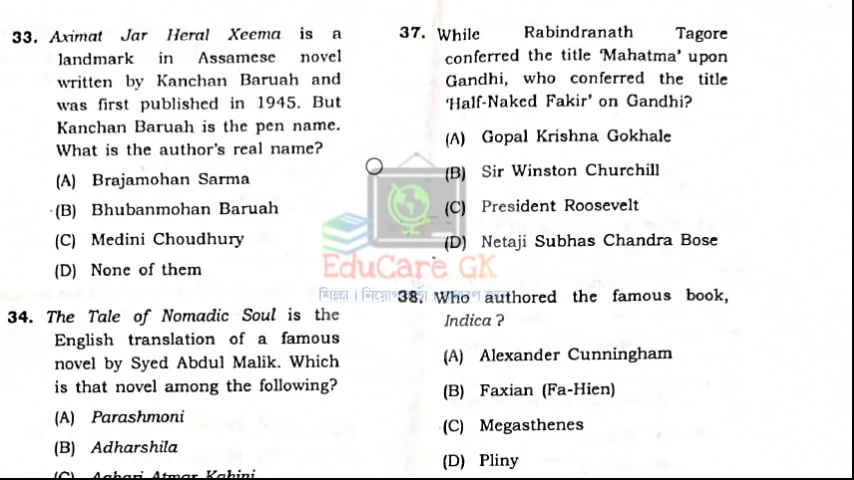 33. Aximat Jar Heral Xeema is a
landmark in Assamese novel
written by Kanchan Baruah and
was first published in 1945. But
Kanchan Baruah is the pen name.
What is the author's real name?
(A) Brajamohan Sarma
(B) Bhubanmohan Baruah
(C) Medini Choudhury
(D) None of them
34. The Tale of Nomadic Soul is the
English translation of a famous
novel by Syed Abdul Malik. Which
is that novel among the following?
(A) Parashmoni
(B) Adharshila
(C) Aghari Atmar Kahini
37. While Rabindranath Tagore
conferred the title 'Mahatma' upon
Gandhi, who conferred the title
'Half-Naked Fakir' on Gandhi?
(A) Gopal Krishna Gokhale
(B) Sir Winston Churchill
(C) President Roosevelt
(D) Netaji Subhas Chandra Bose
38. Who authored the famous book,
Indica ?
(A) Alexander Cunningham
(B) Faxian (Fa-Hien)
(C) Megasthenes
(D) Pliny
EduCare GK
শিক্ষা ।